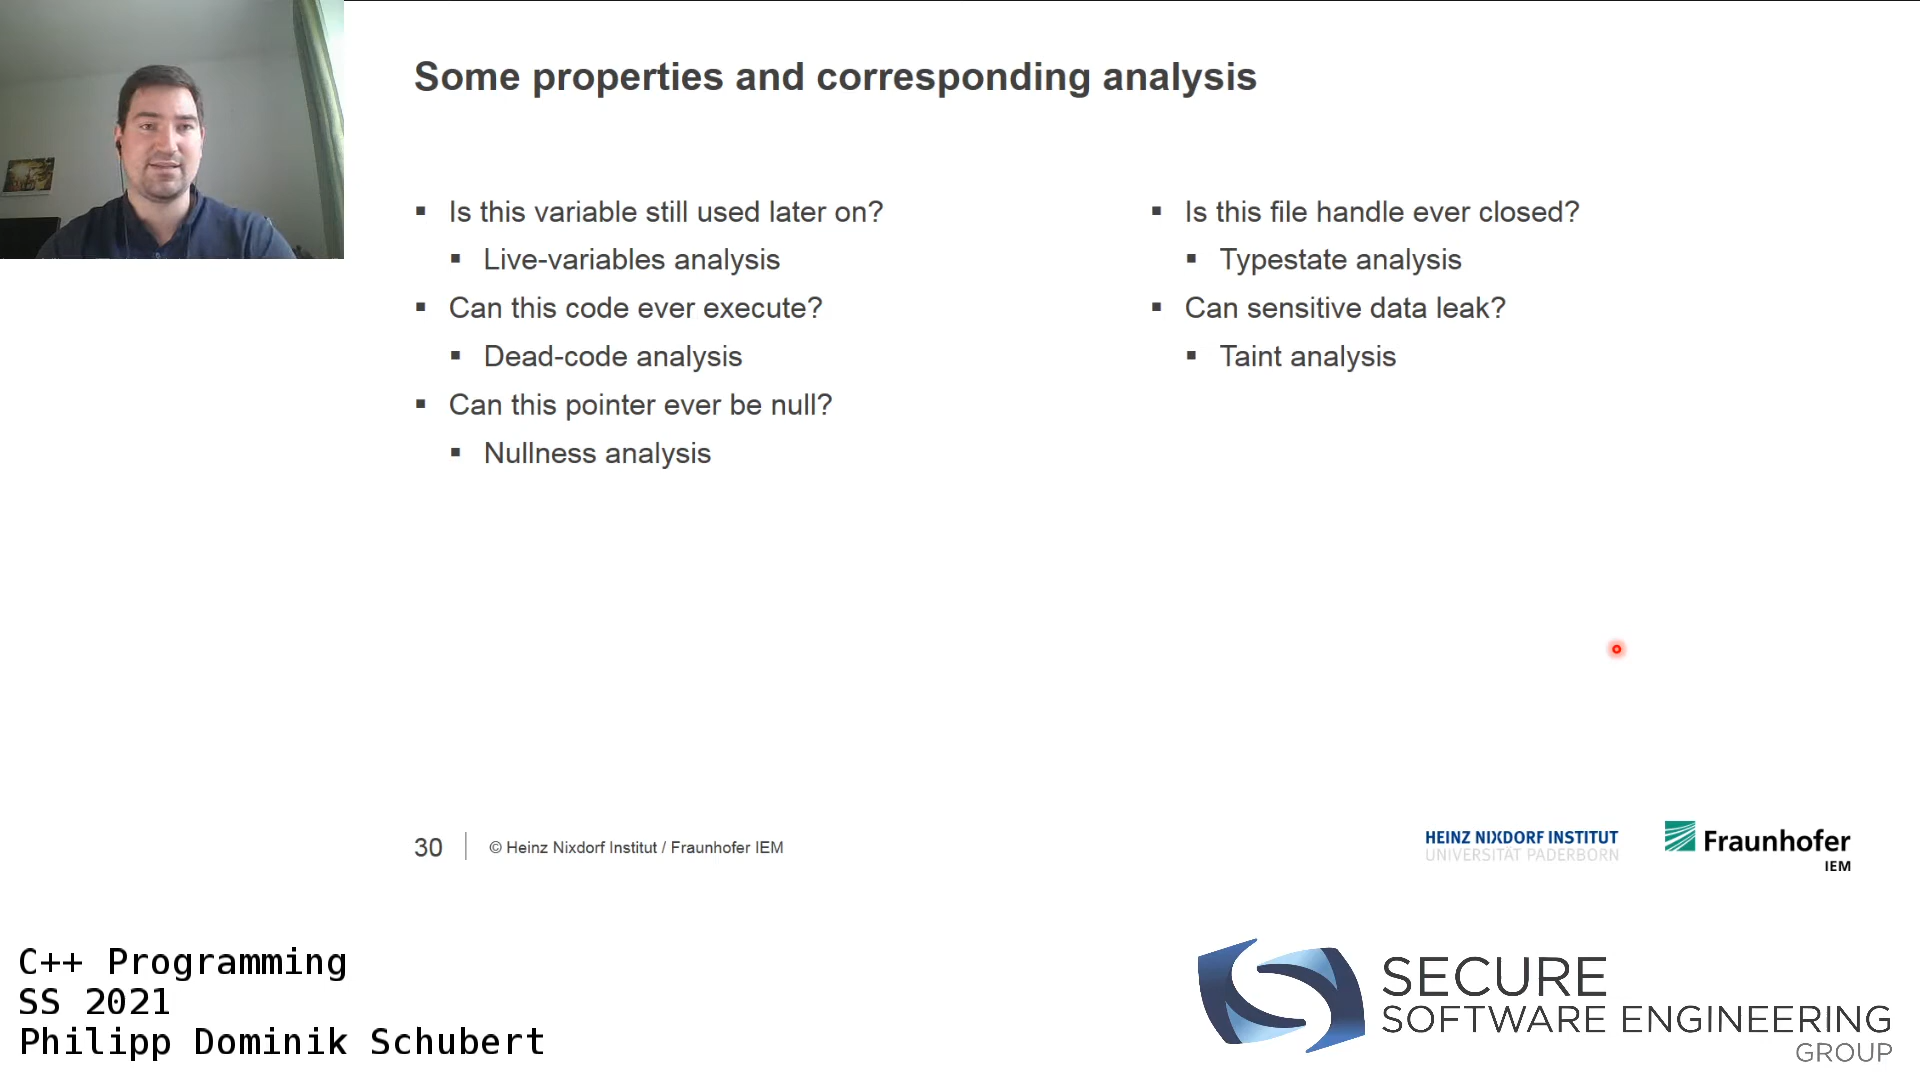 Some properties and corresponding analysis
▪ Is this variable still used later on?
▪ Live-variables analysis
▪ Can this code ever execute?
▪ Dead-code analysis
▪ Can this pointer ever be null?
▪ Nullness analysis
▪ Is this file handle ever closed?
▪ Typestate analysis
▪ Can sensitive data leak?
▪ Taint analysis
30
© Heinz Nixdorf Institut / Fraunhofer IEM
HEINZ NIXDORF INSTITUT
UNIVERSITÄT PADERBORN
Fraunhofer
IEM
C++ Programming
SS 2021
Philipp Dominik Schubert
SECURE
SOFTWARE ENGINEERING
GROUP